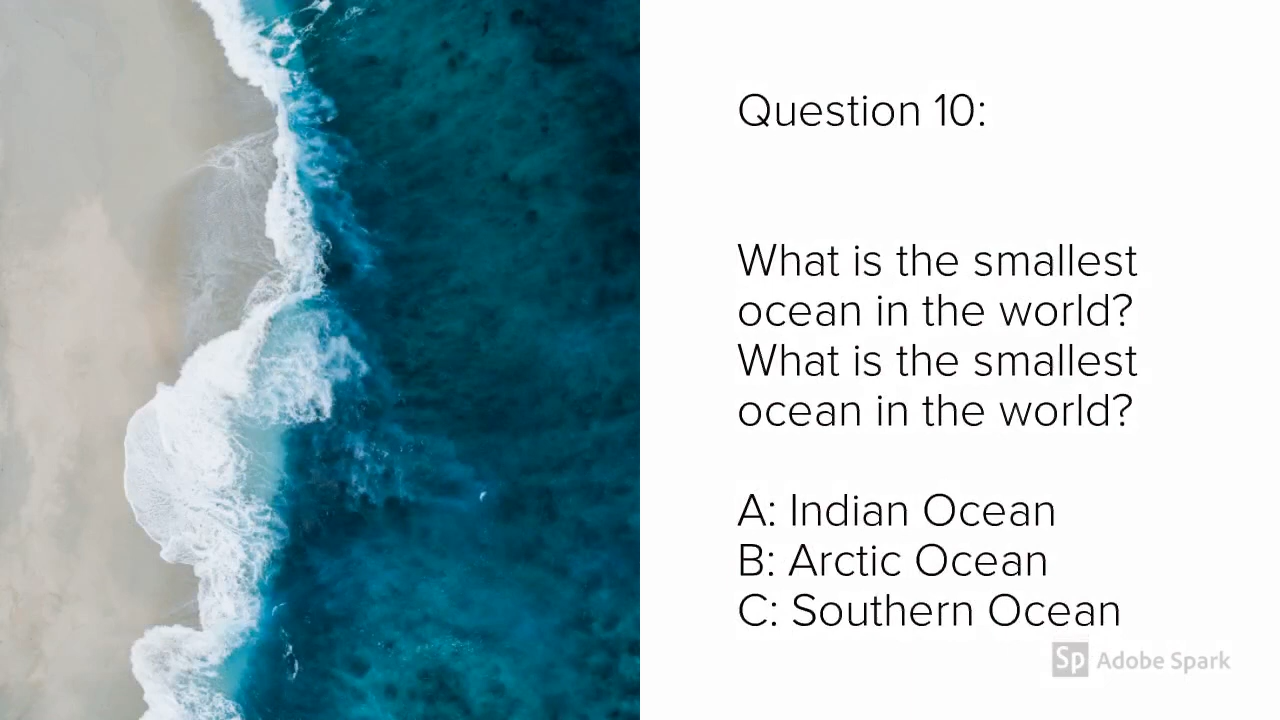 Question 10:
What is the smallest
ocean in the world?
What is the smallest
ocean in the world?
A: Indian Ocean
B: Arctic Ocean
C: Southern Ocean
Sp Adobe Spark